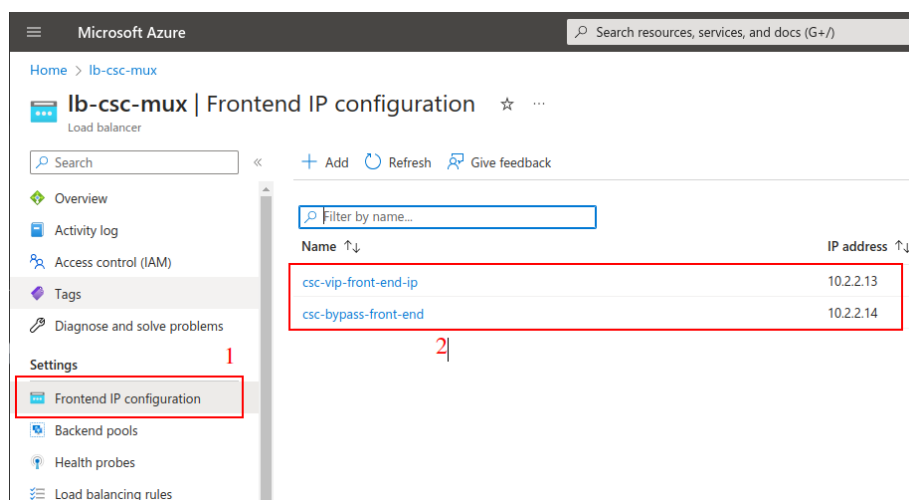 Microsoft Azure
Search resources, services, and docs (G+/)
Home > lb-csc-mux
lb-csc-mux | Frontend IP configuration
Load balancer
Search
Add Refresh Give feedback
Overview
Activity log
Access control (IAM)
Tags
Diagnose and solve problems
Settings
1
Frontend IP configuration
Backend pools
Health probes
Load balancing rules
Filter by name...
Name IP address
csc-vip-front-end-ip 10.2.2.13
csc-bypass-front-end 10.2.2.14
2